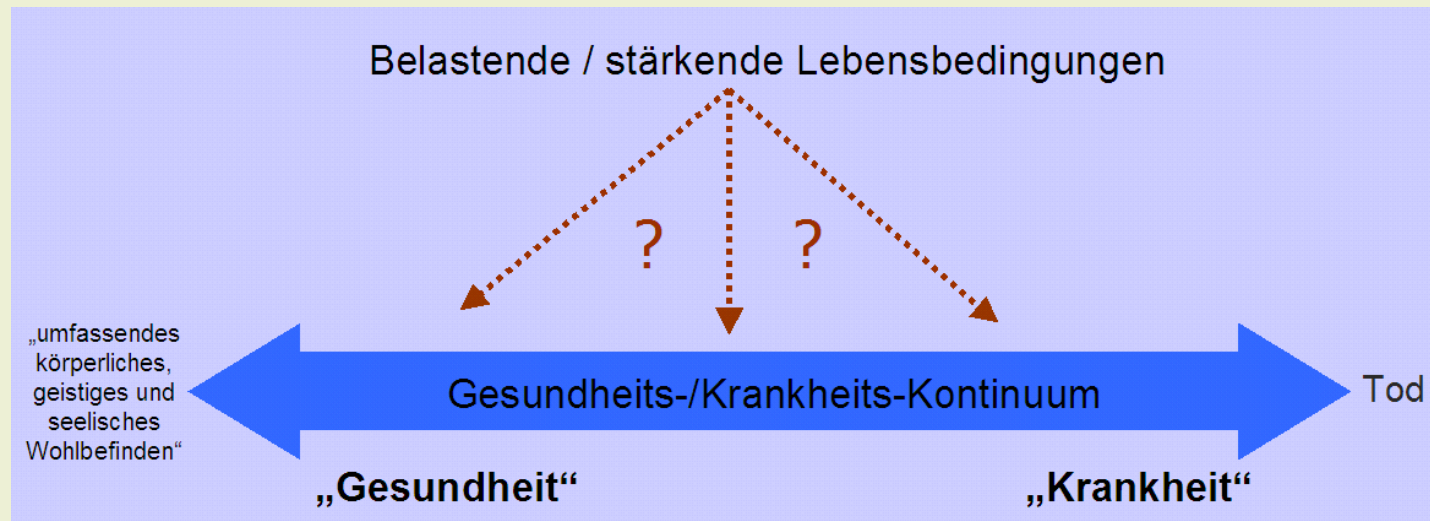 Belastende / stärkende Lebensbedingungen
? ?
„umfassendes
körperliches,
geistiges und
seelisches
Wohlbefinden“
Gesundheits-/Krankheits-Kontinuum
Tod
„Gesundheit“
„Krankheit“